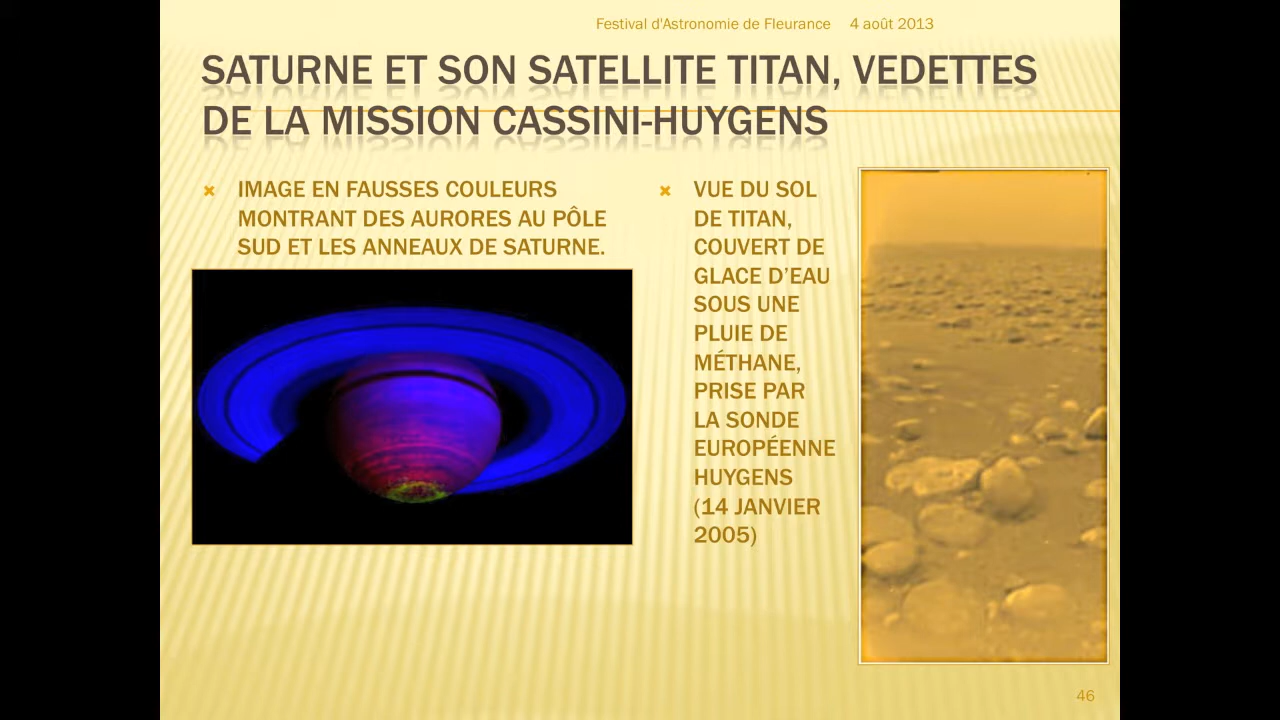 Festival d'Astronomie de Fleurance 4 août 2013
SATURNE ET SON SATELLITE TITAN, VEDETTES
DE LA MISSION CASSINI-HUYGENS
IMAGE EN FAUSSES COULEURS
MONTRANT DES AURORES AU PÔLE
SUD ET LES ANNEAUX DE SATURNE.
VUE DU SOL
DE TITAN,
COUVERT DE
GLACE D’EAU
SOUS UNE
PLUIE DE
MÉTHANE,
PRISE PAR
LA SONDE
EUROPÉENNE
HUYGENS
(14 JANVIER
2005)
46